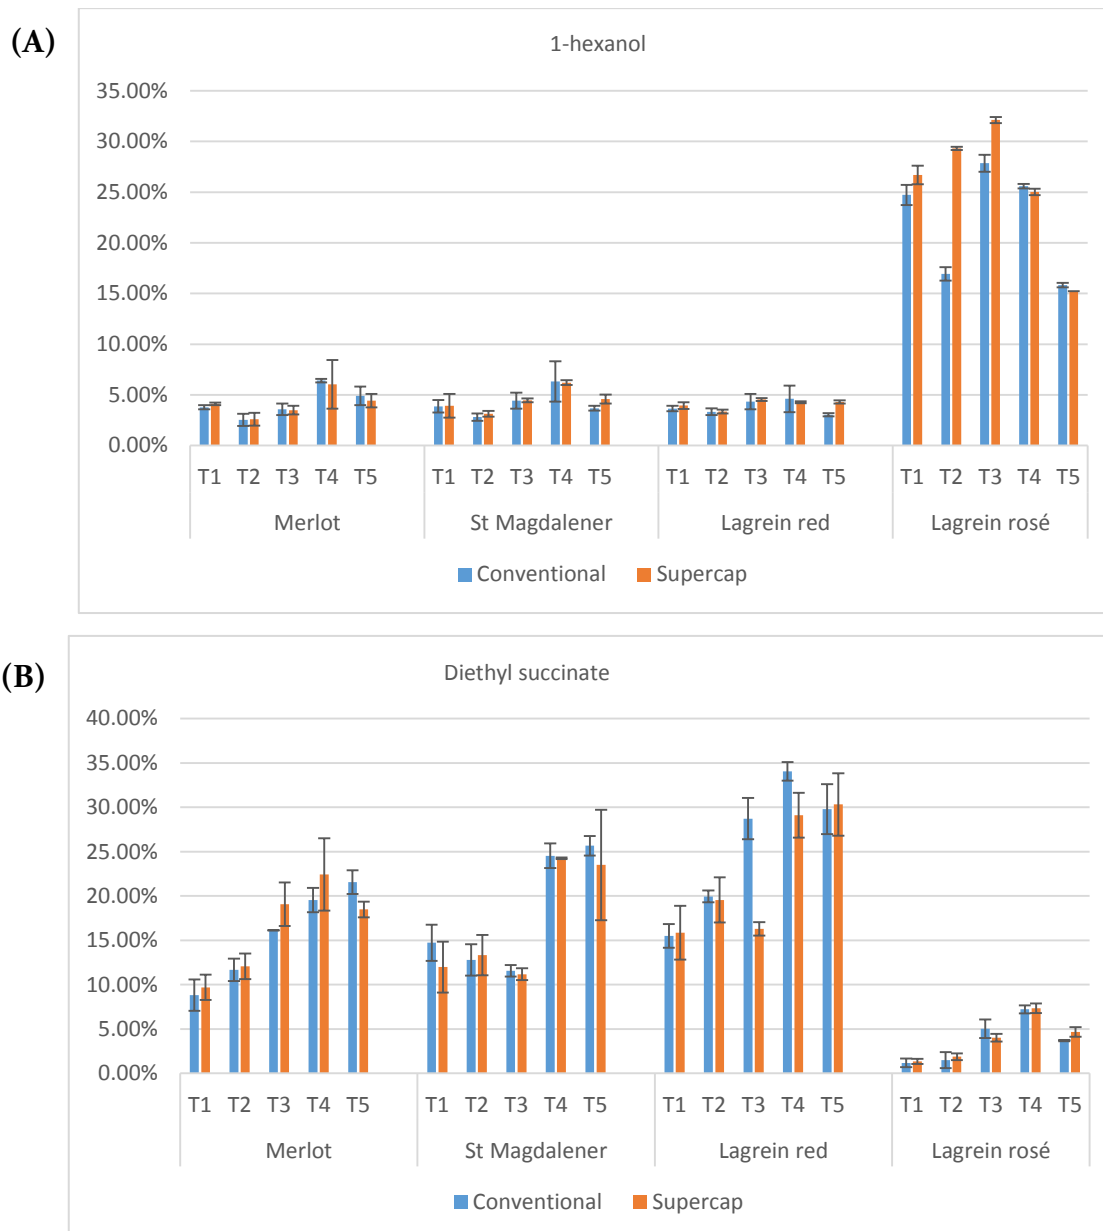 (A)
1-hexanol
35.00%
30.00%
25.00%
20.00%
15.00%
10.00%
5.00%
0.00%
T1 T2 T3 T4 T5 T1 T2 T3 T4 T5 T1 T2 T3 T4 T5 T1 T2 T3 T4 T5
Merlot St Magdalener Lagrein red Lagrein rosé
Conventional Supercap
(B)
Diethyl succinate
40.00%
35.00%
30.00%
25.00%
20.00%
15.00%
10.00%
5.00%
0.00%
T1 T2 T3 T4 T5 T1 T2 T3 T4 T5 T1 T2 T3 T4 T5 T1 T2 T3 T4 T5
Merlot St Magdalener Lagrein red Lagrein rosé
Conventional Supercap